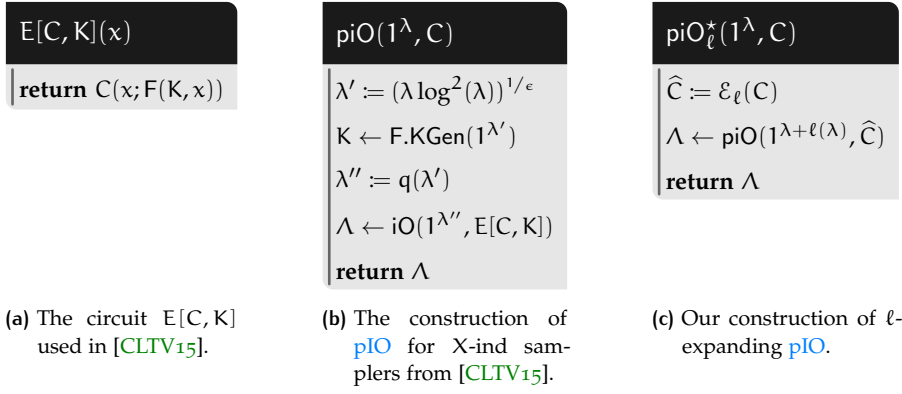 E[C, K](x)
return C(x; F(K, x))
(a) The circuit E[C, K]
used in [CLTV15].
piO(1^λ, C)
λ′ := (λ log²(λ))^{1/ϵ}
K ← F.KGen(1^{λ′})
λ″ := q(λ′)
Λ ← iO(1^{λ″}, E[C, K])
return Λ
(b) The construction of
pIO for X-ind sam-
plers from [CLTV15].
piO⋆_ℓ(1^λ, C)
Ĉ := ℰ_ℓ(C)
Λ ← piO(1^{λ+ℓ(λ)}, Ĉ)
return Λ
(c) Our construction of ℓ-
expanding pIO.